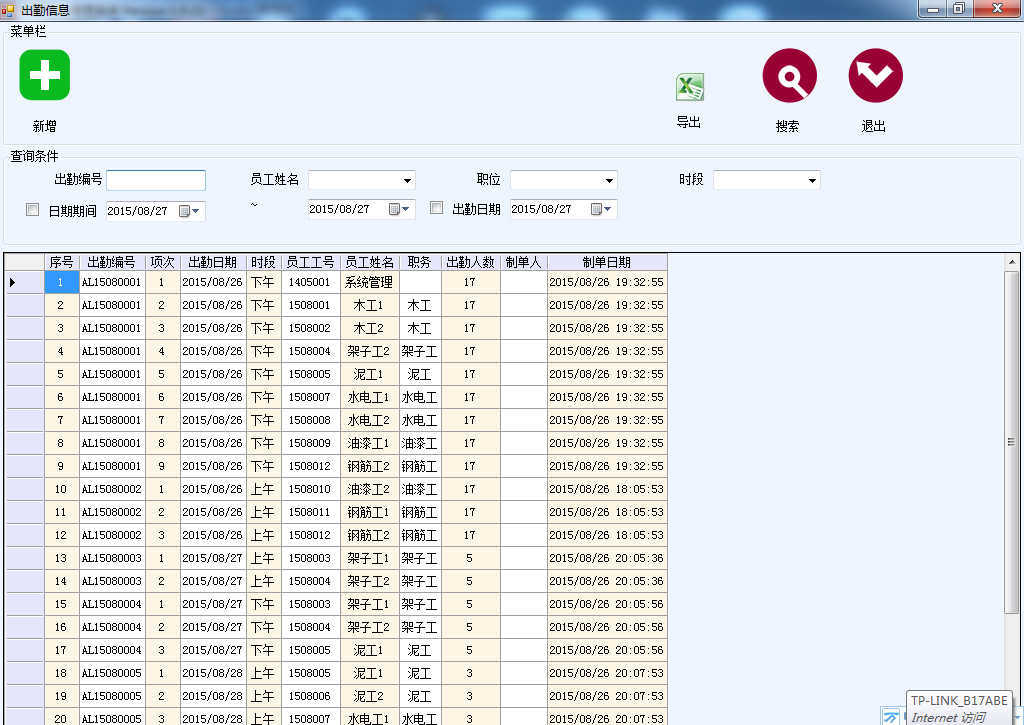 出勤信息
菜单栏
新增
导出
搜索
退出
查询条件
出勤编号 员工姓名 职位 时段
日期期间 2015/08/27 ~ 2015/08/27 出勤日期 2015/08/27
序号 出勤编号 项次 出勤日期 时段 员工工号 员工姓名 职务 出勤人数 制单人 制单日期
1 AL15080001 1 2015/08/26 下午 1405001 系统管理 17 2015/08/26 19:32:55
2 AL15080001 2 2015/08/26 下午 1508001 木工1 木工 17 2015/08/26 19:32:55
3 AL15080001 3 2015/08/26 下午 1508002 木工2 木工 17 2015/08/26 19:32:55
4 AL15080001 4 2015/08/26 下午 1508004 架子工2 架子工 17 2015/08/26 19:32:55
5 AL15080001 5 2015/08/26 下午 1508005 泥工1 泥工 17 2015/08/26 19:32:55
6 AL15080001 6 2015/08/26 下午 1508007 水电工1 水电工 17 2015/08/26 19:32:55
7 AL15080001 7 2015/08/26 下午 1508008 水电工2 水电工 17 2015/08/26 19:32:55
8 AL15080001 8 2015/08/26 下午 1508009 油漆工1 油漆工 17 2015/08/26 19:32:55
9 AL15080001 9 2015/08/26 下午 1508012 钢筋工2 钢筋工 17 2015/08/26 19:32:55
10 AL15080002 1 2015/08/26 上午 1508010 油漆工2 油漆工 17 2015/08/26 18:05:53
11 AL15080002 2 2015/08/26 上午 1508011 钢筋工1 钢筋工 17 2015/08/26 18:05:53
12 AL15080002 3 2015/08/26 上午 1508012 钢筋工2 钢筋工 17 2015/08/26 18:05:53
13 AL15080003 1 2015/08/27 上午 1508003 架子工1 架子工 5 2015/08/26 20:05:36
14 AL15080003 2 2015/08/27 上午 1508004 架子工2 架子工 5 2015/08/26 20:05:36
15 AL15080004 1 2015/08/27 下午 1508003 架子工1 架子工 5 2015/08/26 20:05:56
16 AL15080004 2 2015/08/27 下午 1508004 架子工2 架子工 5 2015/08/26 20:05:56
17 AL15080004 3 2015/08/27 下午 1508005 泥工1 泥工 5 2015/08/26 20:05:56
18 AL15080005 1 2015/08/28 上午 1508005 泥工1 泥工 3 2015/08/26 20:07:53
19 AL15080005 2 2015/08/28 上午 1508006 泥工2 泥工 3 2015/08/26 20:07:53
20 AL15080005 3 2015/08/28 上午 1508007 水电工1 水电工 3 2015/08/26 20:07:53
TP-LINK_B17ABE
Internet 访问